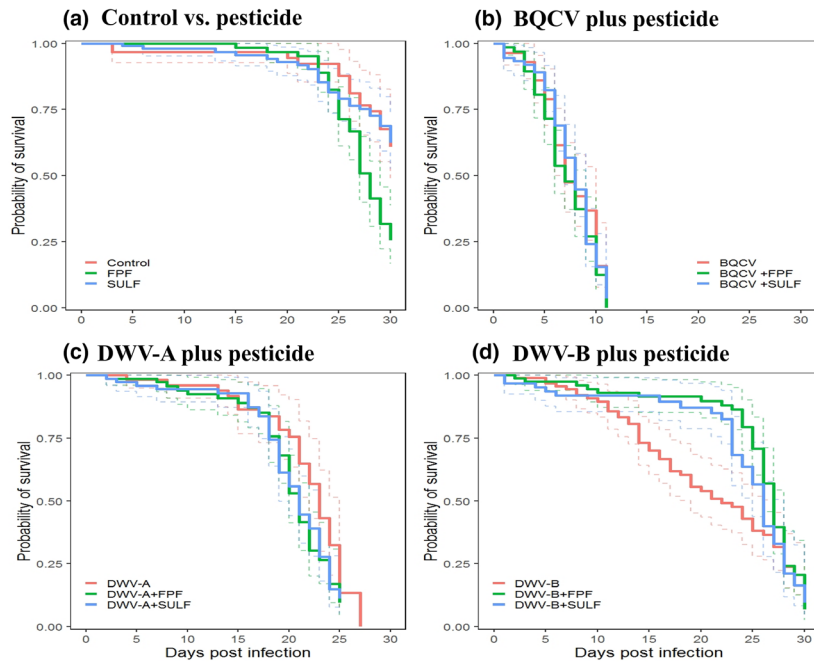 (a) Control vs. pesticide
Probability of survival
1.00
0.75
0.50
0.25
0.00
Control
FPF
SULF
0 5 10 15 20 25 30
(b) BQCV plus pesticide
Probability of survival
1.00
0.75
0.50
0.25
0.00
BQCV
BQCV +FPF
BQCV +SULF
0 5 10 15 20 25 30
(c) DWV-A plus pesticide
Probability of survival
1.00
0.75
0.50
0.25
0.00
DWV-A
DWV-A+FPF
DWV-A+SULF
0 5 10 15 20 25 30
Days post infection
(d) DWV-B plus pesticide
Probability of survival
1.00
0.75
0.50
0.25
0.00
DWV-B
DWV-B+FPF
DWV-B+SULF
0 5 10 15 20 25 30
Days post infection